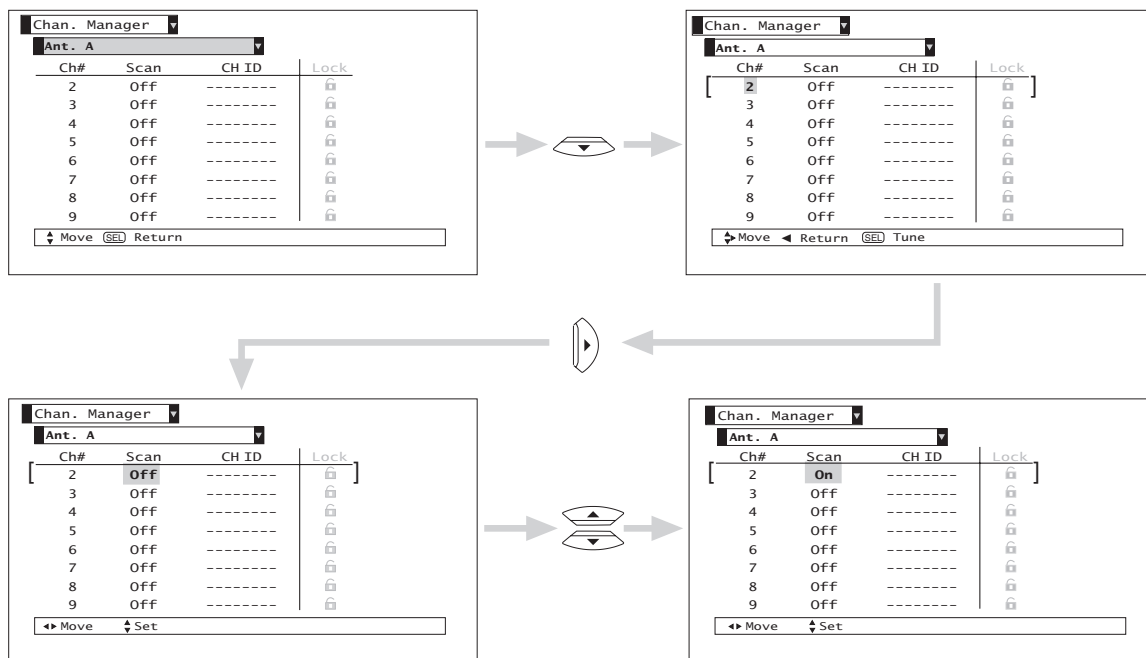 Chan. Manager
Ant. A
Ch# Scan CH ID Lock
2 Off --------
3 Off --------
4 Off --------
5 Off --------
6 Off --------
7 Off --------
8 Off --------
9 Off --------
Move SEL Return
Chan. Manager
Ant. A
Ch# Scan CH ID Lock
[ 2 Off -------- ]
3 Off --------
4 Off --------
5 Off --------
6 Off --------
7 Off --------
8 Off --------
9 Off --------
Move Return SEL Tune
Chan. Manager
Ant. A
Ch# Scan CH ID Lock
[ 2 Off -------- ]
3 Off --------
4 Off --------
5 Off --------
6 Off --------
7 Off --------
8 Off --------
9 Off --------
Move Set
Chan. Manager
Ant. A
Ch# Scan CH ID Lock
[ 2 On -------- ]
3 Off --------
4 Off --------
5 Off --------
6 Off --------
7 Off --------
8 Off --------
9 Off --------
Move Set